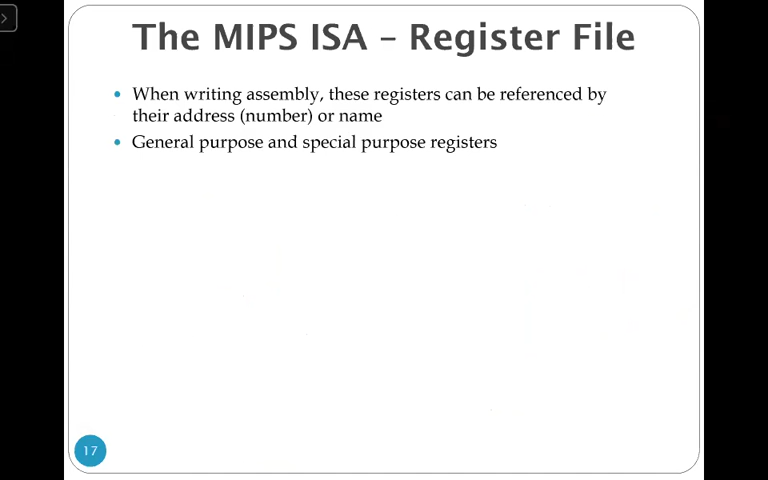 The MIPS ISA – Register File
• When writing assembly, these registers can be referenced by
their address (number) or name
• General purpose and special purpose registers
17